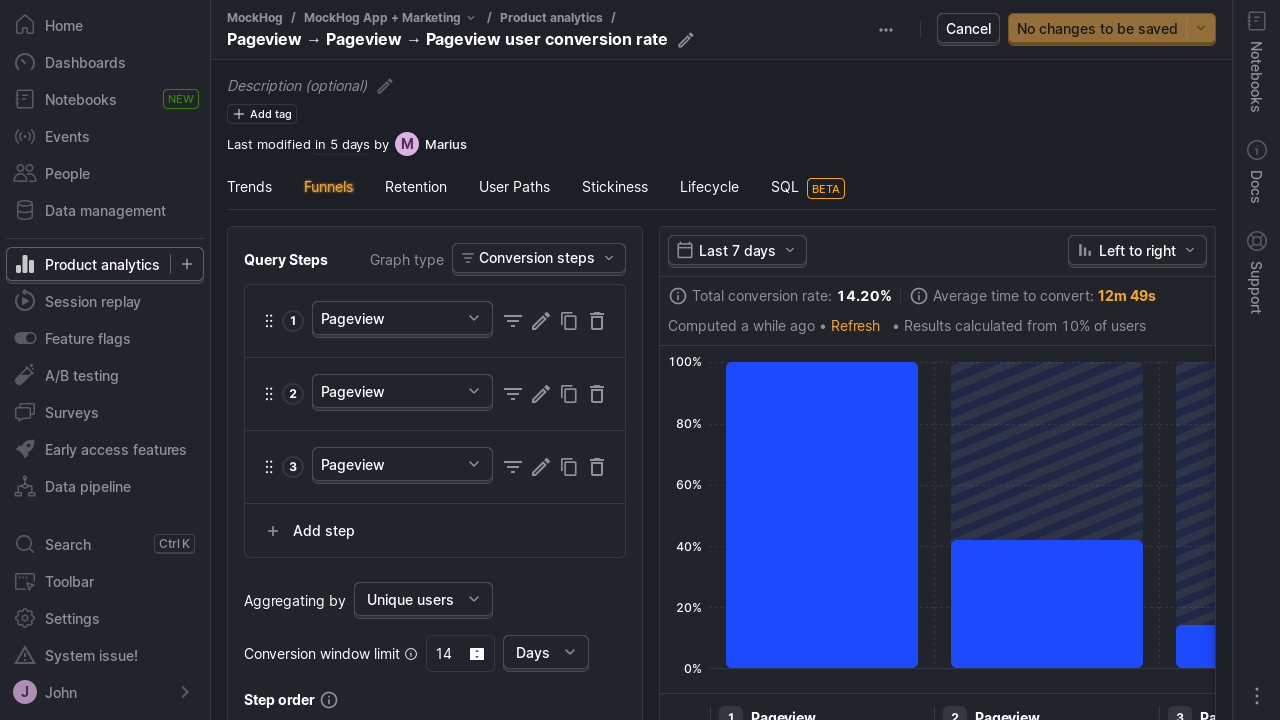 Home
Dashboards
Notebooks NEW
Events
People
Data management
Product analytics
Session replay
Feature flags
A/B testing
Surveys
Early access features
Data pipeline
Search Ctrl K
Toolbar
Settings
System issue!
J John
MockHog / MockHog App + Marketing / Product analytics /
Pageview → Pageview → Pageview user conversion rate
Cancel
No changes to be saved
Description (optional)
Add tag
Last modified in 5 days by M Marius
Trends Funnels Retention User Paths Stickiness Lifecycle SQL BETA
Query Steps Graph type Conversion steps
1 Pageview
2 Pageview
3 Pageview
Add step
Aggregating by Unique users
Conversion window limit 14 Days
Step order
Last 7 days Left to right
Total conversion rate: 14.20% Average time to convert: 12m 49s
Computed a while ago • Refresh • Results calculated from 10% of users
100%
80%
60%
40%
20%
0%
1 Pageview 2 Pageview 3 Pa
Notebooks
Docs
Support